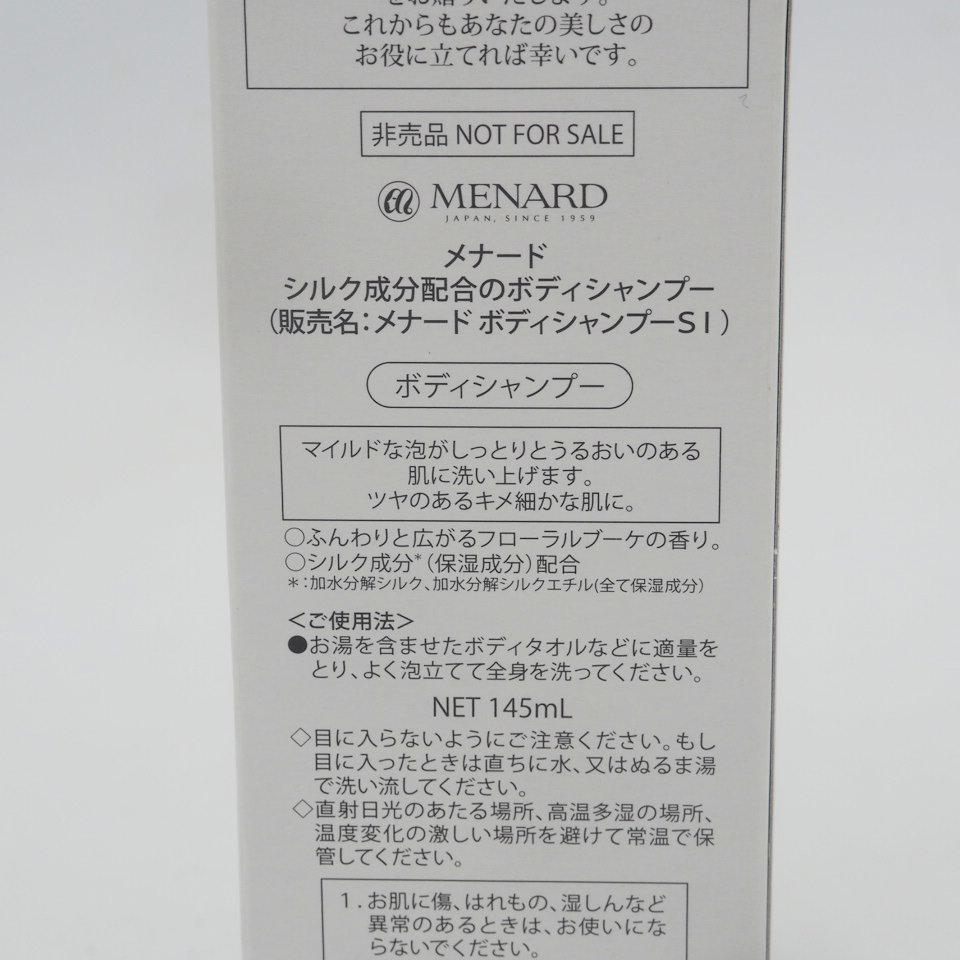 をお贈りいたします。
これからもあなたの美しさの
お役に立てれば幸いです。
非売品 NOT FOR SALE
MENARD
JAPAN, SINCE 1959
メナード
シルク成分配合のボディシャンプー
（販売名：メナード ボディシャンプーSI）
ボディシャンプー
マイルドな泡がしっとりとうるおいのある
肌に洗い上げます。
ツヤのあるキメ細かな肌に。
○ふんわりと広がるフローラルブーケの香り。
○シルク成分*（保湿成分）配合
*：加水分解シルク、加水分解シルクエチル(全て保湿成分)
＜ご使用法＞
●お湯を含ませたボディタオルなどに適量を
とり、よく泡立てて全身を洗ってください。
NET 145mL
◇目に入らないようにご注意ください。もし
目に入ったときは直ちに水、又はぬるま湯
で洗い流してください。
◇直射日光のあたる場所、高温多湿の場所、
温度変化の激しい場所を避けて常温で保
管してください。
1．お肌に傷、はれもの、湿しんなど
異常のあるときは、お使いにな
らないでください。